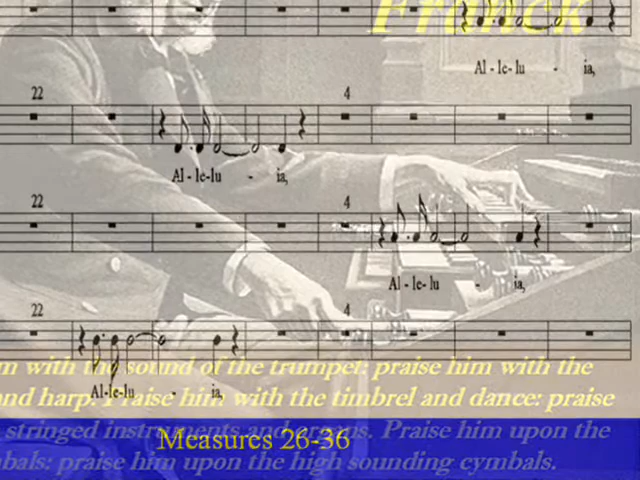 Franck
Al - le - lu - ia,
22 4
Al - le-lu - ia,
22 4
Al - le- lu - ia,
22 4
Al-le-lu - ia,
m with the sound of the trumpet: praise him with the
and harp. Praise him with the timbrel and dance: praise
stringed instruments and organs. Praise him upon the
Measures 26-36
mbals: praise him upon the high sounding cymbals.